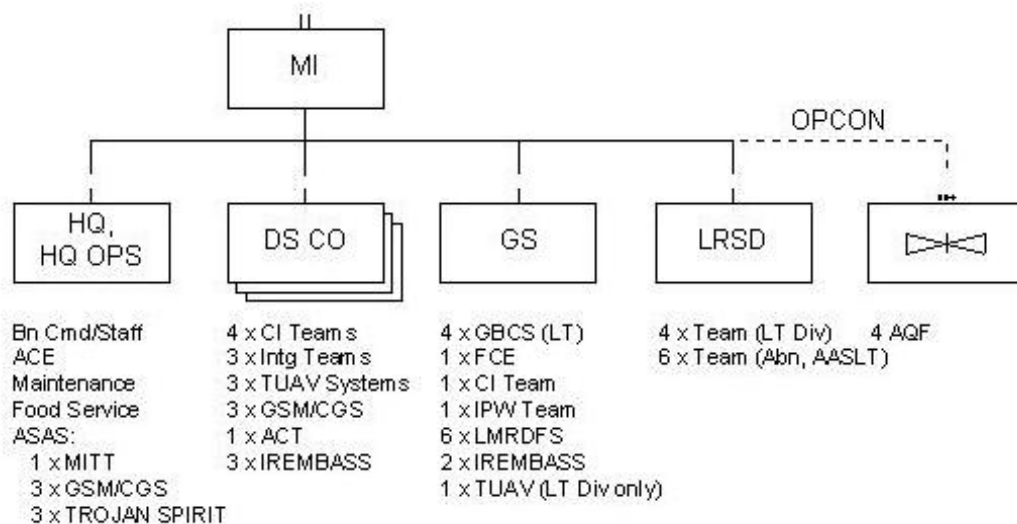 MI
OPCON
HQ,
HQ OPS
DS CO
GS
LRSD
Bn Cmd/Staff
ACE
Maintenance
Food Service
ASAS:
1 x MITT
3 x GSM/CGS
3 x TROJAN SPIRIT
4 x CI Teams
3 x Intg Teams
3 x TUAV Systems
3 x GSM/CGS
1 x ACT
3 x IREMBASS
4 x GBCS (LT)
1 x FCE
1 x CI Team
1 x IPW Team
6 x LMRDFS
2 x IREMBASS
1 x TUAV (LT Div only)
4 x Team (LT Div)
6 x Team (Abn, AASLT)
4 AQF